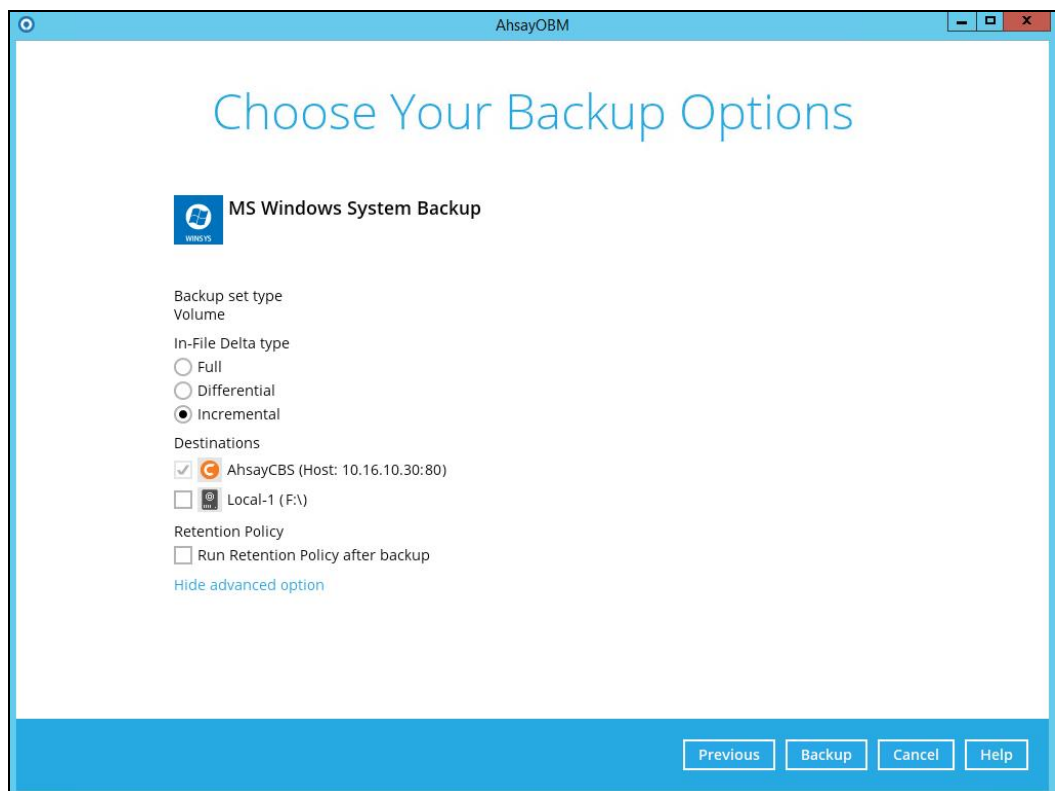 AhsayOBM
Choose Your Backup Options
MS Windows System Backup
WINSYS
Backup set type
Volume
In-File Delta type
Full
Differential
Incremental
Destinations
AhsayCBS (Host: 10.16.10.30:80)
Local-1 (F:\)
Retention Policy
Run Retention Policy after backup
Hide advanced option
Previous Backup Cancel Help